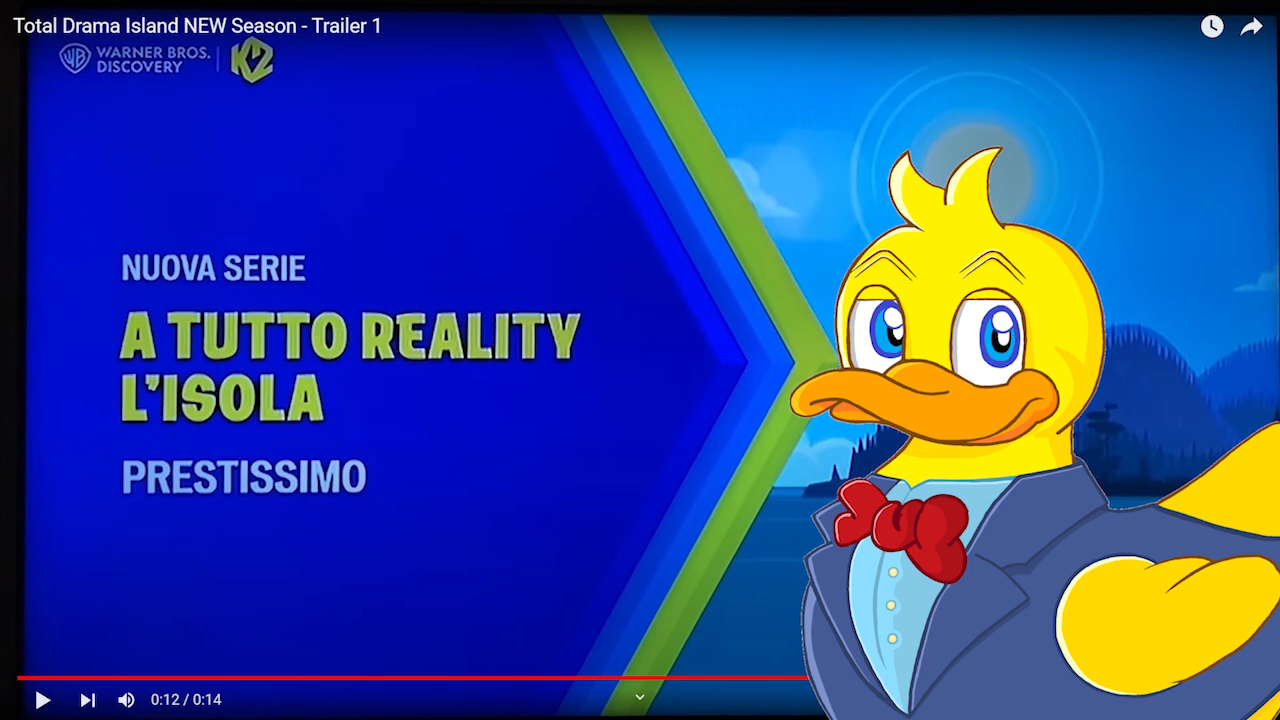 Total Drama Island NEW Season - Trailer 1
WB WARNER BROS.
DISCOVERY
K2
NUOVA SERIE
A TUTTO REALITY
L'ISOLA
PRESTISSIMO
0:12 / 0:14